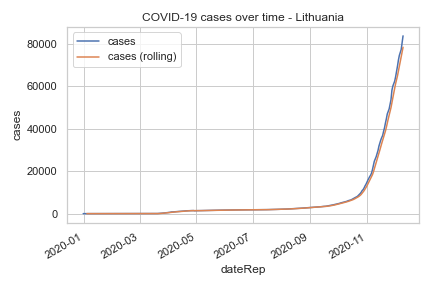 COVID-19 cases over time - Lithuania
cases
cases (rolling)
80000
60000
40000
20000
0
cases
2020-01
2020-03
2020-05
2020-07
2020-09
2020-11
dateRep